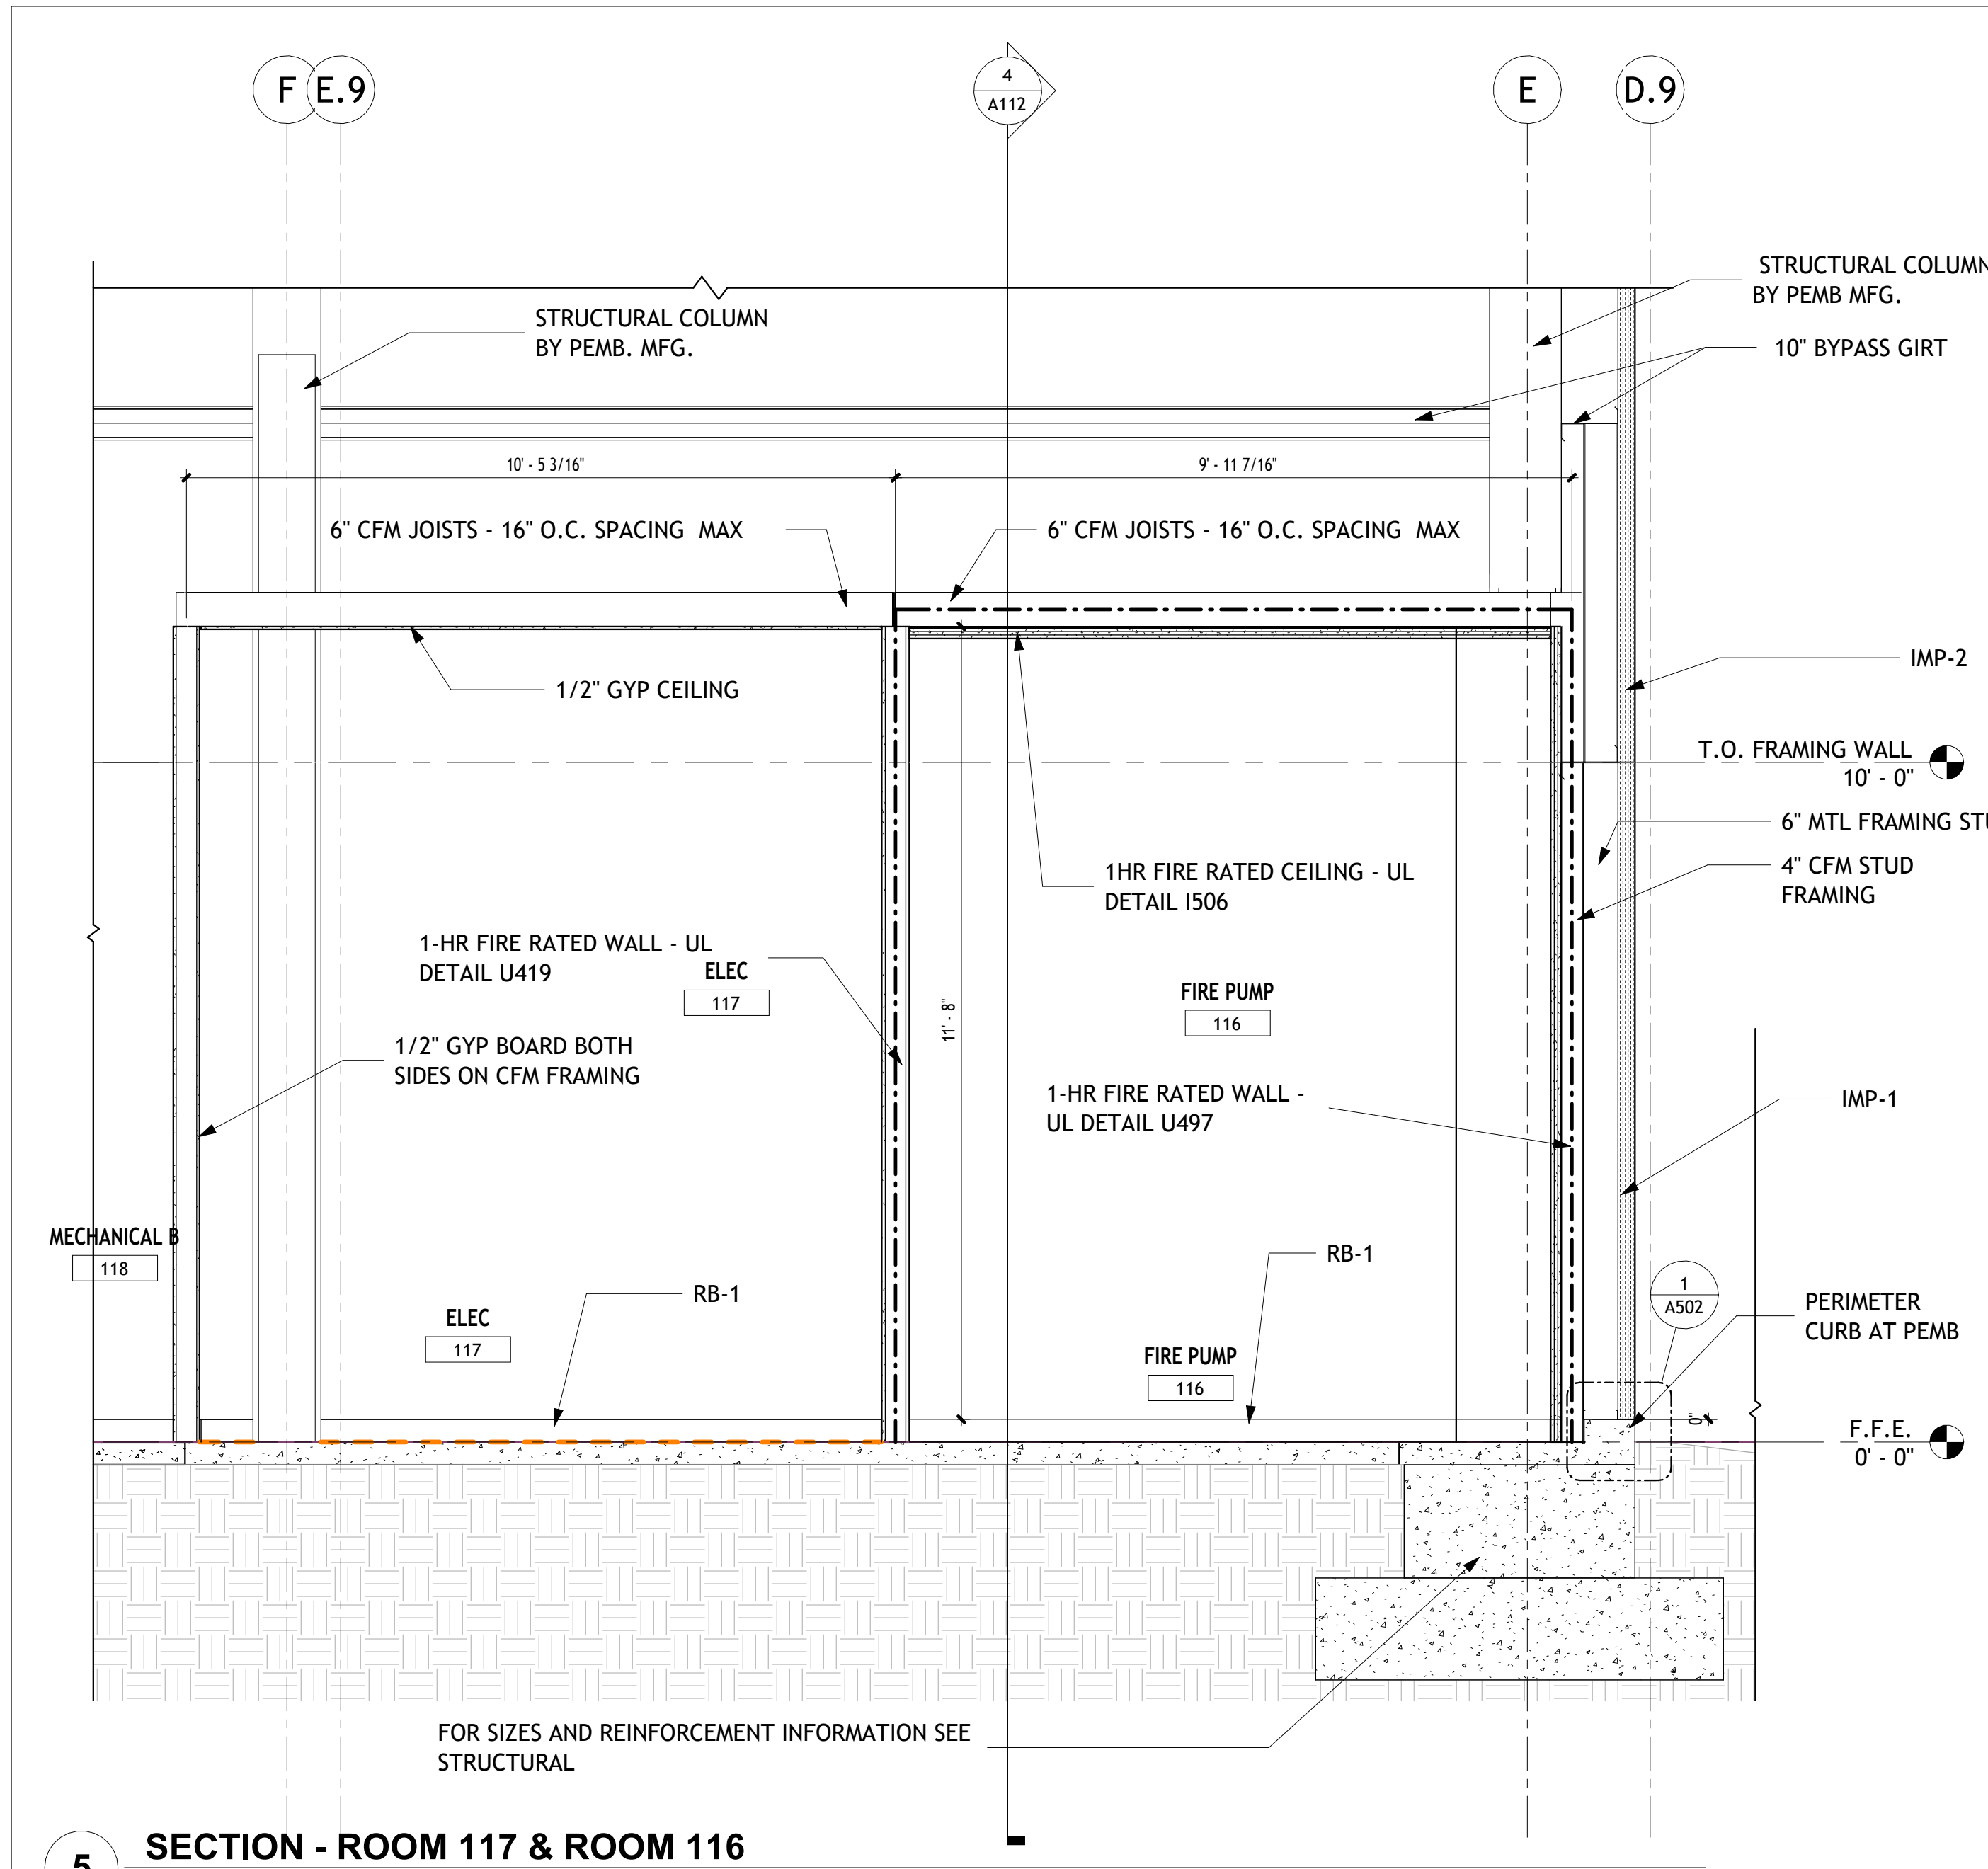 F
E.9
4
A112
E
D.9
STRUCTURAL COLUMN
BY PEMB MFG.
STRUCTURAL COLUMN
BY PEMB. MFG.
10" BYPASS GIRT
10' - 5 3/16"
9' - 11 7/16"
6" CFM JOISTS - 16" O.C. SPACING MAX
6" CFM JOISTS - 16" O.C. SPACING MAX
IMP-2
1/2" GYP CEILING
T.O. FRAMING WALL
10' - 0"
6" MTL FRAMING STU
4" CFM STUD
FRAMING
1HR FIRE RATED CEILING - UL
DETAIL I506
1-HR FIRE RATED WALL - UL
DETAIL U419
ELEC
117
FIRE PUMP
116
11' - 8"
1/2" GYP BOARD BOTH
SIDES ON CFM FRAMING
1-HR FIRE RATED WALL -
UL DETAIL U497
IMP-1
MECHANICAL B
118
RB-1
RB-1
1
A502
PERIMETER
CURB AT PEMB
ELEC
117
FIRE PUMP
116
0"
F.F.E.
0' - 0"
FOR SIZES AND REINFORCEMENT INFORMATION SEE
STRUCTURAL
5
SECTION - ROOM 117 & ROOM 116